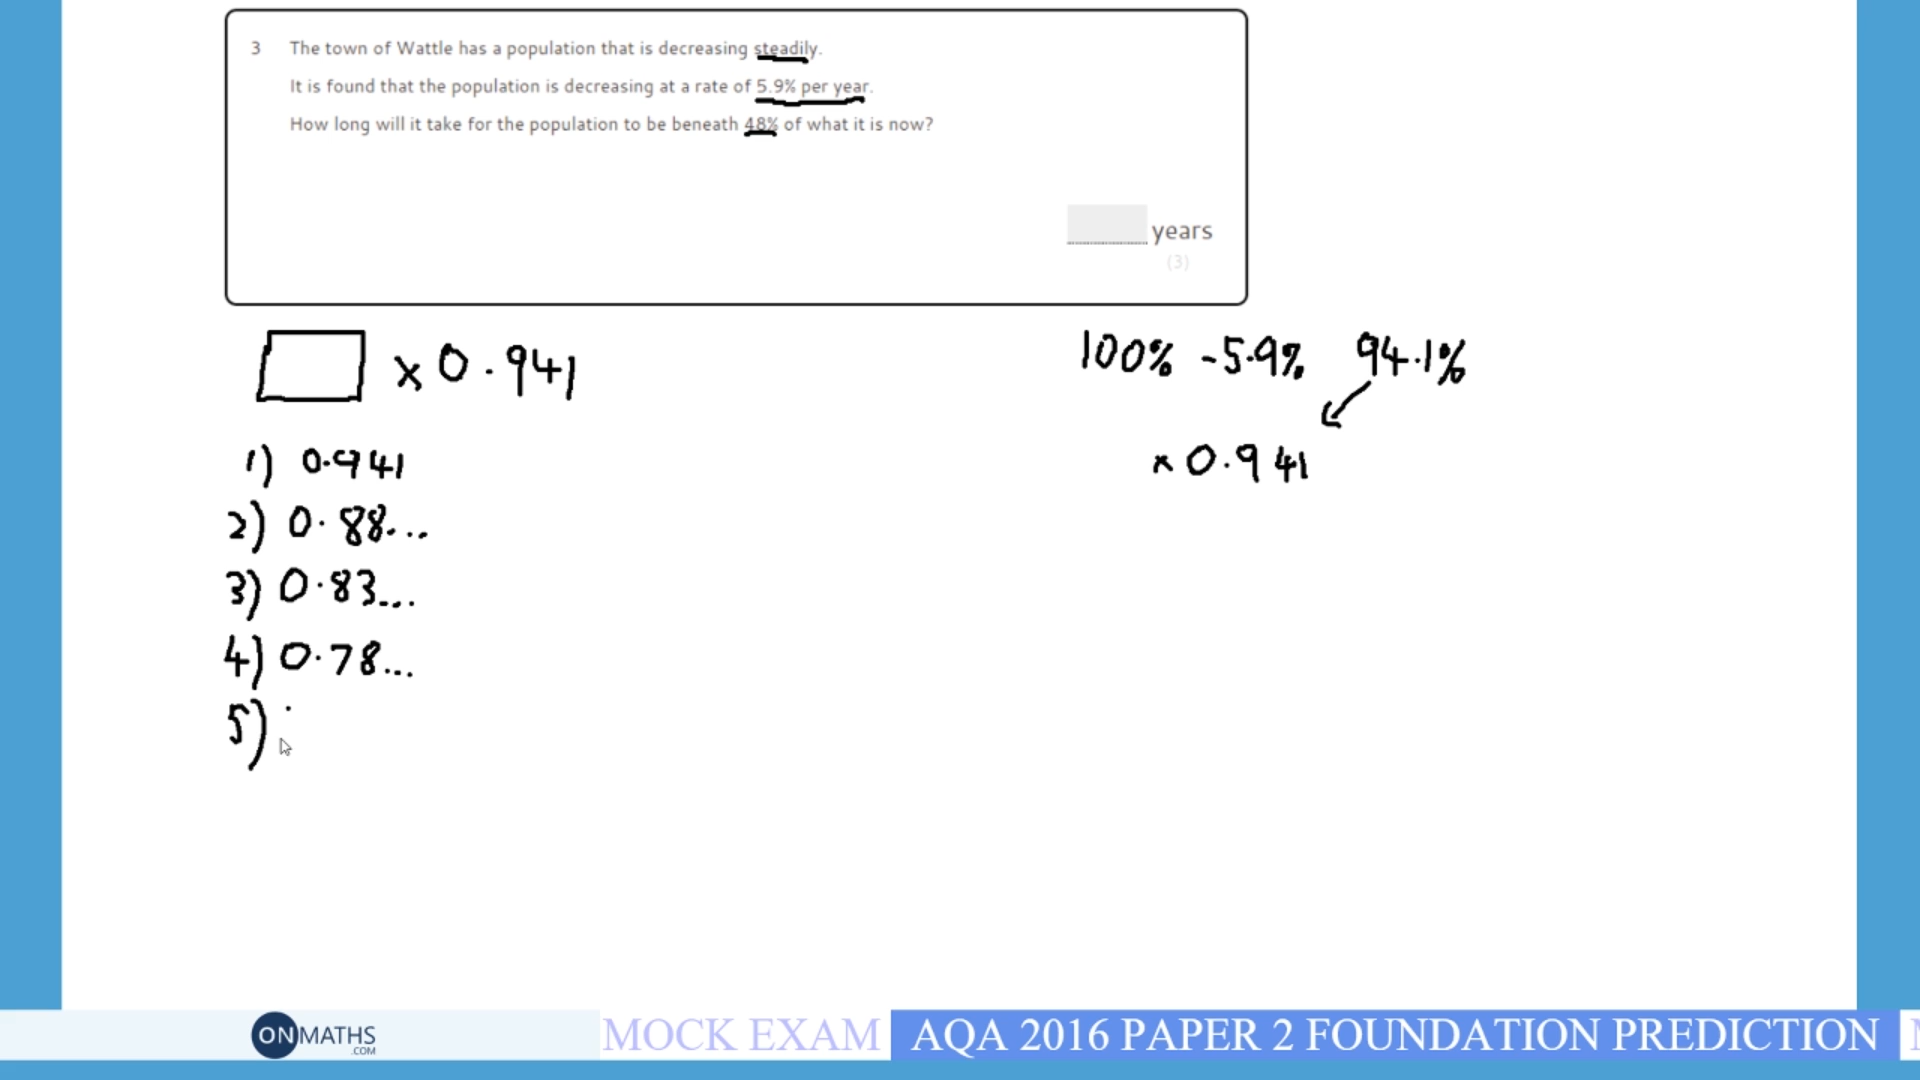 3 The town of Wattle has a population that is decreasing steadily.
It is found that the population is decreasing at a rate of 5.9% per year.
How long will it take for the population to be beneath 48% of what it is now?
years
(3)
× 0.941
100% -5.9% 94.1%
× 0.941
1) 0.941
2) 0.88...
3) 0.83...
4) 0.78...
5)
ONMATHS
.COM
MOCK EXAM
AQA 2016 PAPER 2 FOUNDATION PREDICTION